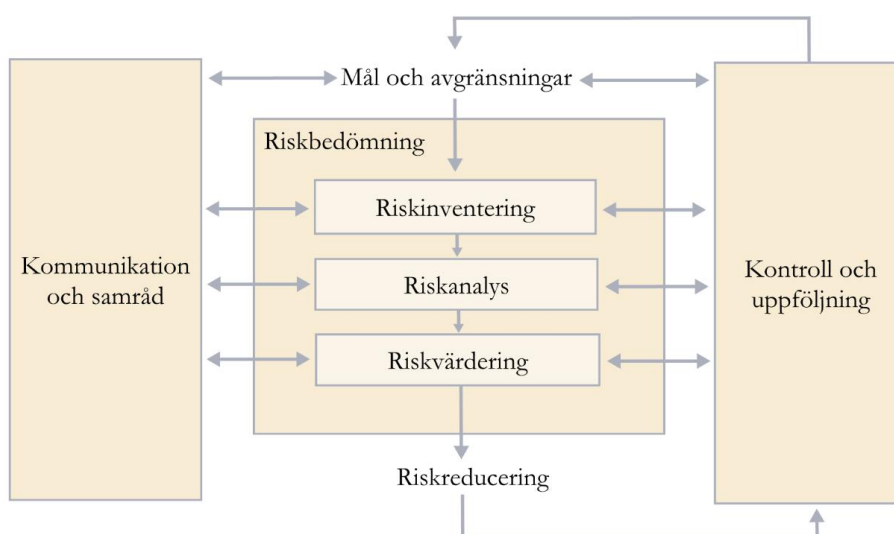 Mål och avgränsningar
Riskbedömning
Riskinventering
Kommunikation
och samråd
Riskanalys
Kontroll och
uppföljning
Riskvärdering
Riskreducering